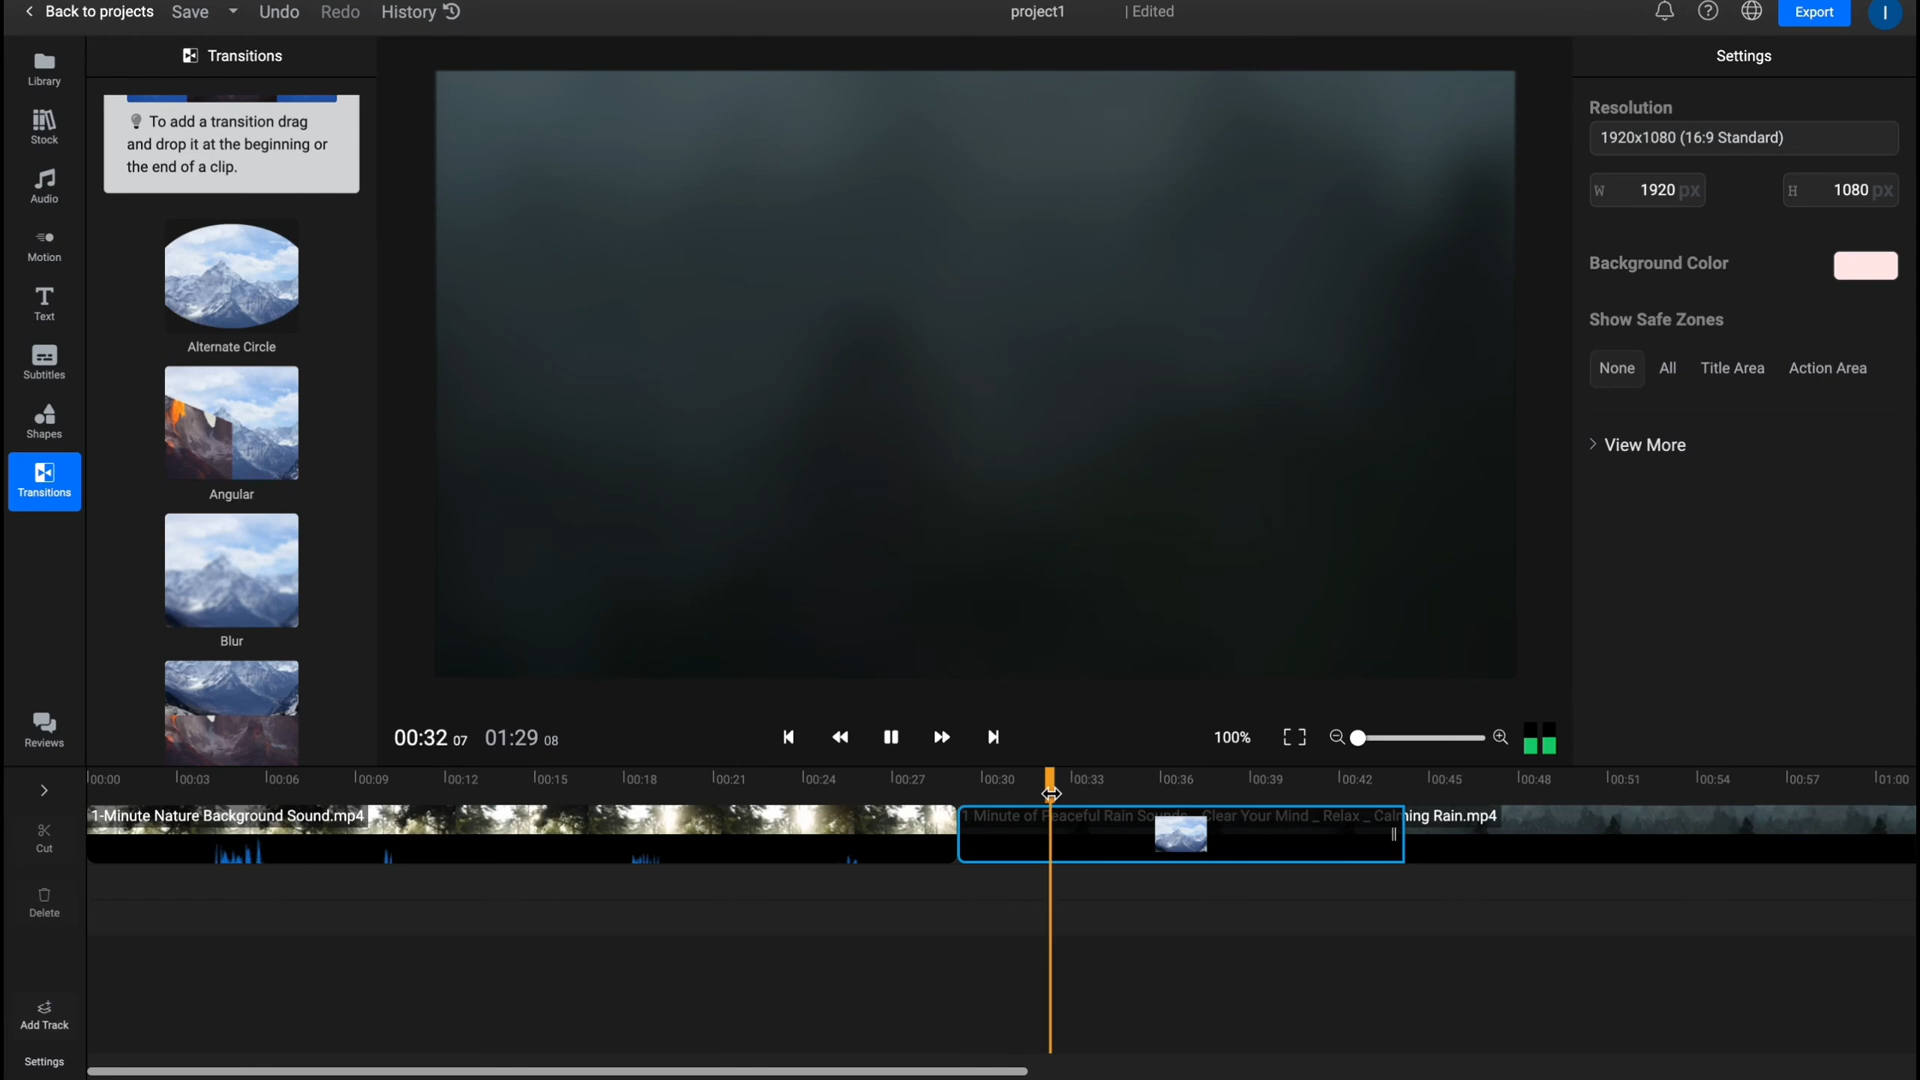 Back to projects Save Undo Redo History project1 | Edited Export I
Transitions
Settings
Library
Stock
Audio
Motion
Text
Subtitles
Shapes
Transitions
Reviews
To add a transition drag
and drop it at the beginning or
the end of a clip.
Alternate Circle
Angular
Blur
Resolution
1920x1080 (16:9 Standard)
W 1920 px H 1080 px
Background Color
Show Safe Zones
None All Title Area Action Area
View More
00:32 07 01:29 08 100%
00:00 00:03 00:06 00:09 00:12 00:15 00:18 00:21 00:24 00:27 00:30 00:33 00:36 00:39 00:42 00:45 00:48 00:51 00:54 00:57 01:00
1-Minute Nature Background Sound.mp4 1 Minute of Peaceful Rain Sounds _ Clear Your Mind _ Relax _ Calming Rain.mp4
Cut
Delete
Add Track
Settings